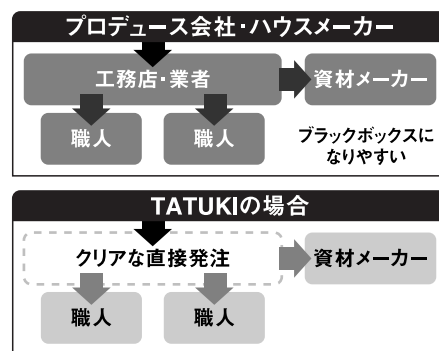 プロデュース会社・ハウスメーカー
工務店・業者
資材メーカー
職人
職人
ブラックボックスに
なりやすい
TATUKIの場合
クリアな直接発注
資材メーカー
職人
職人